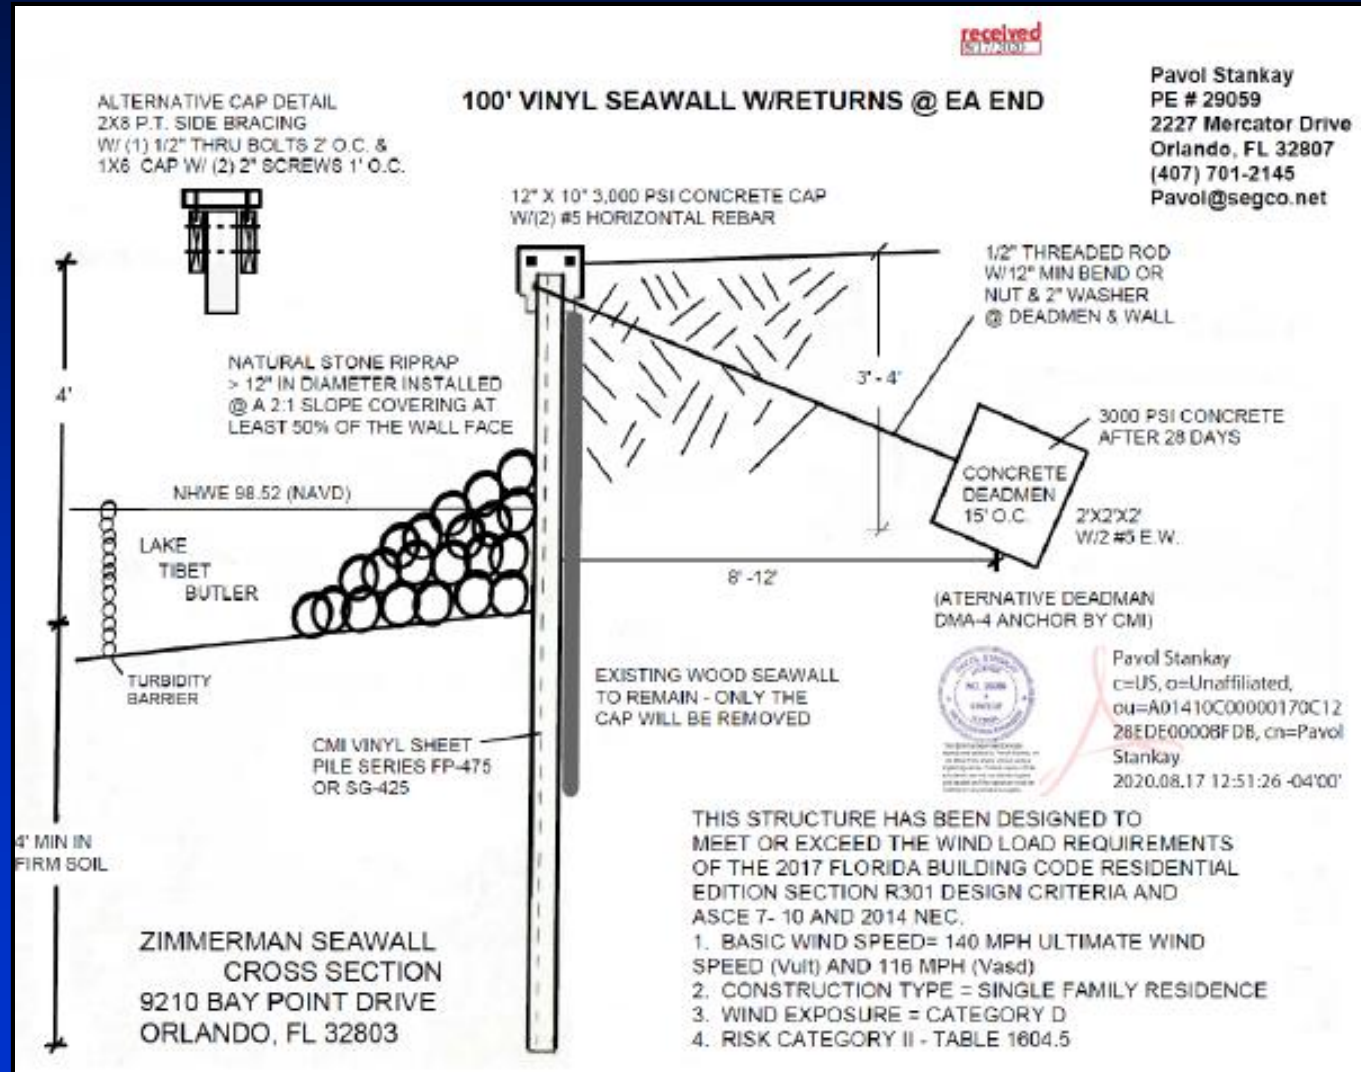 received
8/17/2020
Pavol Stankay
PE # 29059
2227 Mercator Drive
Orlando, FL 32807
(407) 701-2145
Pavol@segco.net
100' VINYL SEAWALL W/RETURNS @ EA END
ALTERNATIVE CAP DETAIL
2X8 P.T. SIDE BRACING
W/ (1) 1/2" THRU BOLTS 2' O.C. &
1X6 CAP W/ (2) 2" SCREWS 1' O.C.
12" X 10" 3,000 PSI CONCRETE CAP
W/(2) #5 HORIZONTAL REBAR
1/2" THREADED ROD
W/12" MIN BEND OR
NUT & 2" WASHER
@ DEADMEN & WALL
NATURAL STONE RIPRAP
> 12" IN DIAMETER INSTALLED
@ A 2:1 SLOPE COVERING AT
LEAST 50% OF THE WALL FACE
4'
3' - 4'
3000 PSI CONCRETE
AFTER 28 DAYS
CONCRETE
DEADMEN
15' O.C.
2'X2'X2'
W/2 #5 E.W.
NHWE 98.52 (NAVD)
LAKE
TIBET
BUTLER
8' -12'
(ATERNATIVE DEADMAN
DMA-4 ANCHOR BY CMI)
TURBIDITY
BARRIER
EXISTING WOOD SEAWALL
TO REMAIN - ONLY THE
CAP WILL BE REMOVED
Pavol Stankay
c=US, o=Unaffiliated,
ou=A01410C00000170C12
28EDE00008FDB, cn=Pavol
Stankay
2020.08.17 12:51:26 -04'00'
CMI VINYL SHEET
PILE SERIES FP-475
OR SG-425
4' MIN IN
FIRM SOIL
THIS STRUCTURE HAS BEEN DESIGNED TO
MEET OR EXCEED THE WIND LOAD REQUIREMENTS
OF THE 2017 FLORIDA BUILDING CODE RESIDENTIAL
EDITION SECTION R301 DESIGN CRITERIA AND
ASCE 7- 10 AND 2014 NEC.
1. BASIC WIND SPEED= 140 MPH ULTIMATE WIND
SPEED (Vult) AND 116 MPH (Vasd)
2. CONSTRUCTION TYPE = SINGLE FAMILY RESIDENCE
3. WIND EXPOSURE = CATEGORY D
4. RISK CATEGORY II - TABLE 1604.5
ZIMMERMAN SEAWALL
CROSS SECTION
9210 BAY POINT DRIVE
ORLANDO, FL 32803